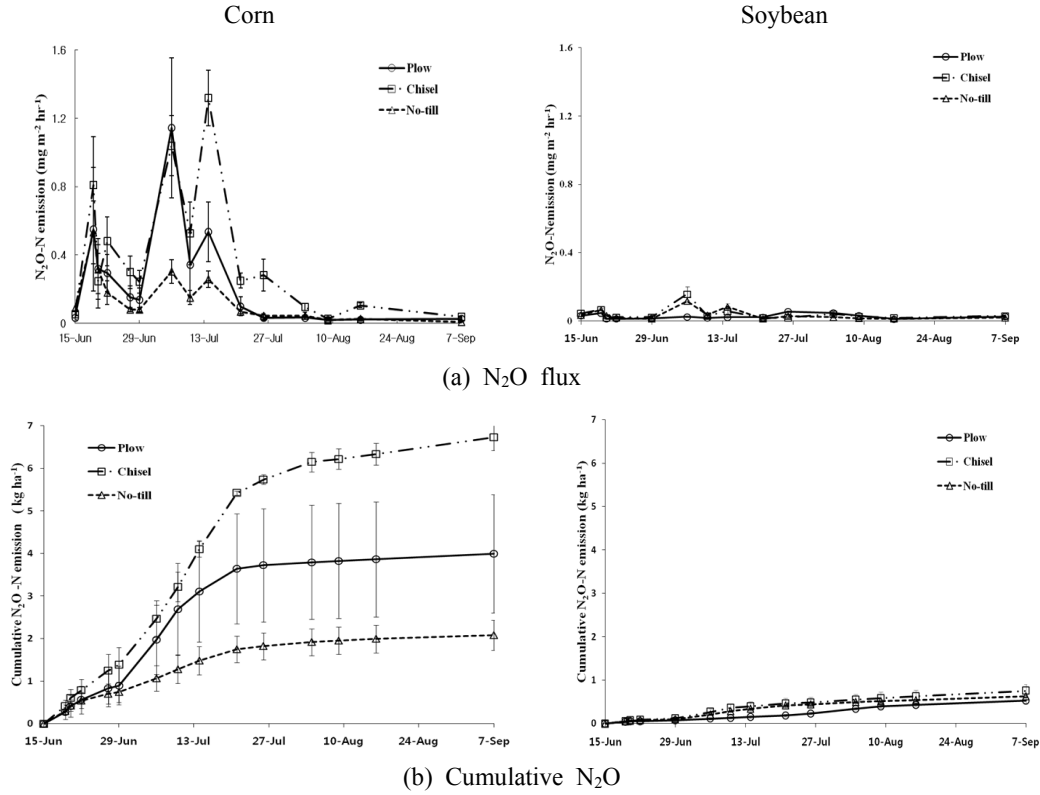 Corn
Soybean
N₂O-N emission (mg m⁻² hr⁻¹)
1.6
1.2
0.8
0.4
0
Plow
Chisel
No-till
15-Jun 29-Jun 13-Jul 27-Jul 10-Aug 24-Aug 7-Sep
N₂O-Nemission (mg m⁻² hr⁻¹)
1.6
1.2
0.8
0.4
0
Plow
Chisel
No-till
15-Jun 29-Jun 13-Jul 27-Jul 10-Aug 24-Aug 7-Sep
(a) N₂O flux
Cumulative N₂O -N emission ( kg ha⁻¹)
7
6
5
4
3
2
1
0
Plow
Chisel
No-till
15-Jun 29-Jun 13-Jul 27-Jul 10-Aug 24-Aug 7-Sep
Cumulative N₂O-N emission (kg ha⁻¹)
7
6
5
4
3
2
1
0
Plow
Chisel
No-till
15-Jun 29-Jun 13-Jul 27-Jul 10-Aug 24-Aug 7-Sep
(b) Cumulative N₂O